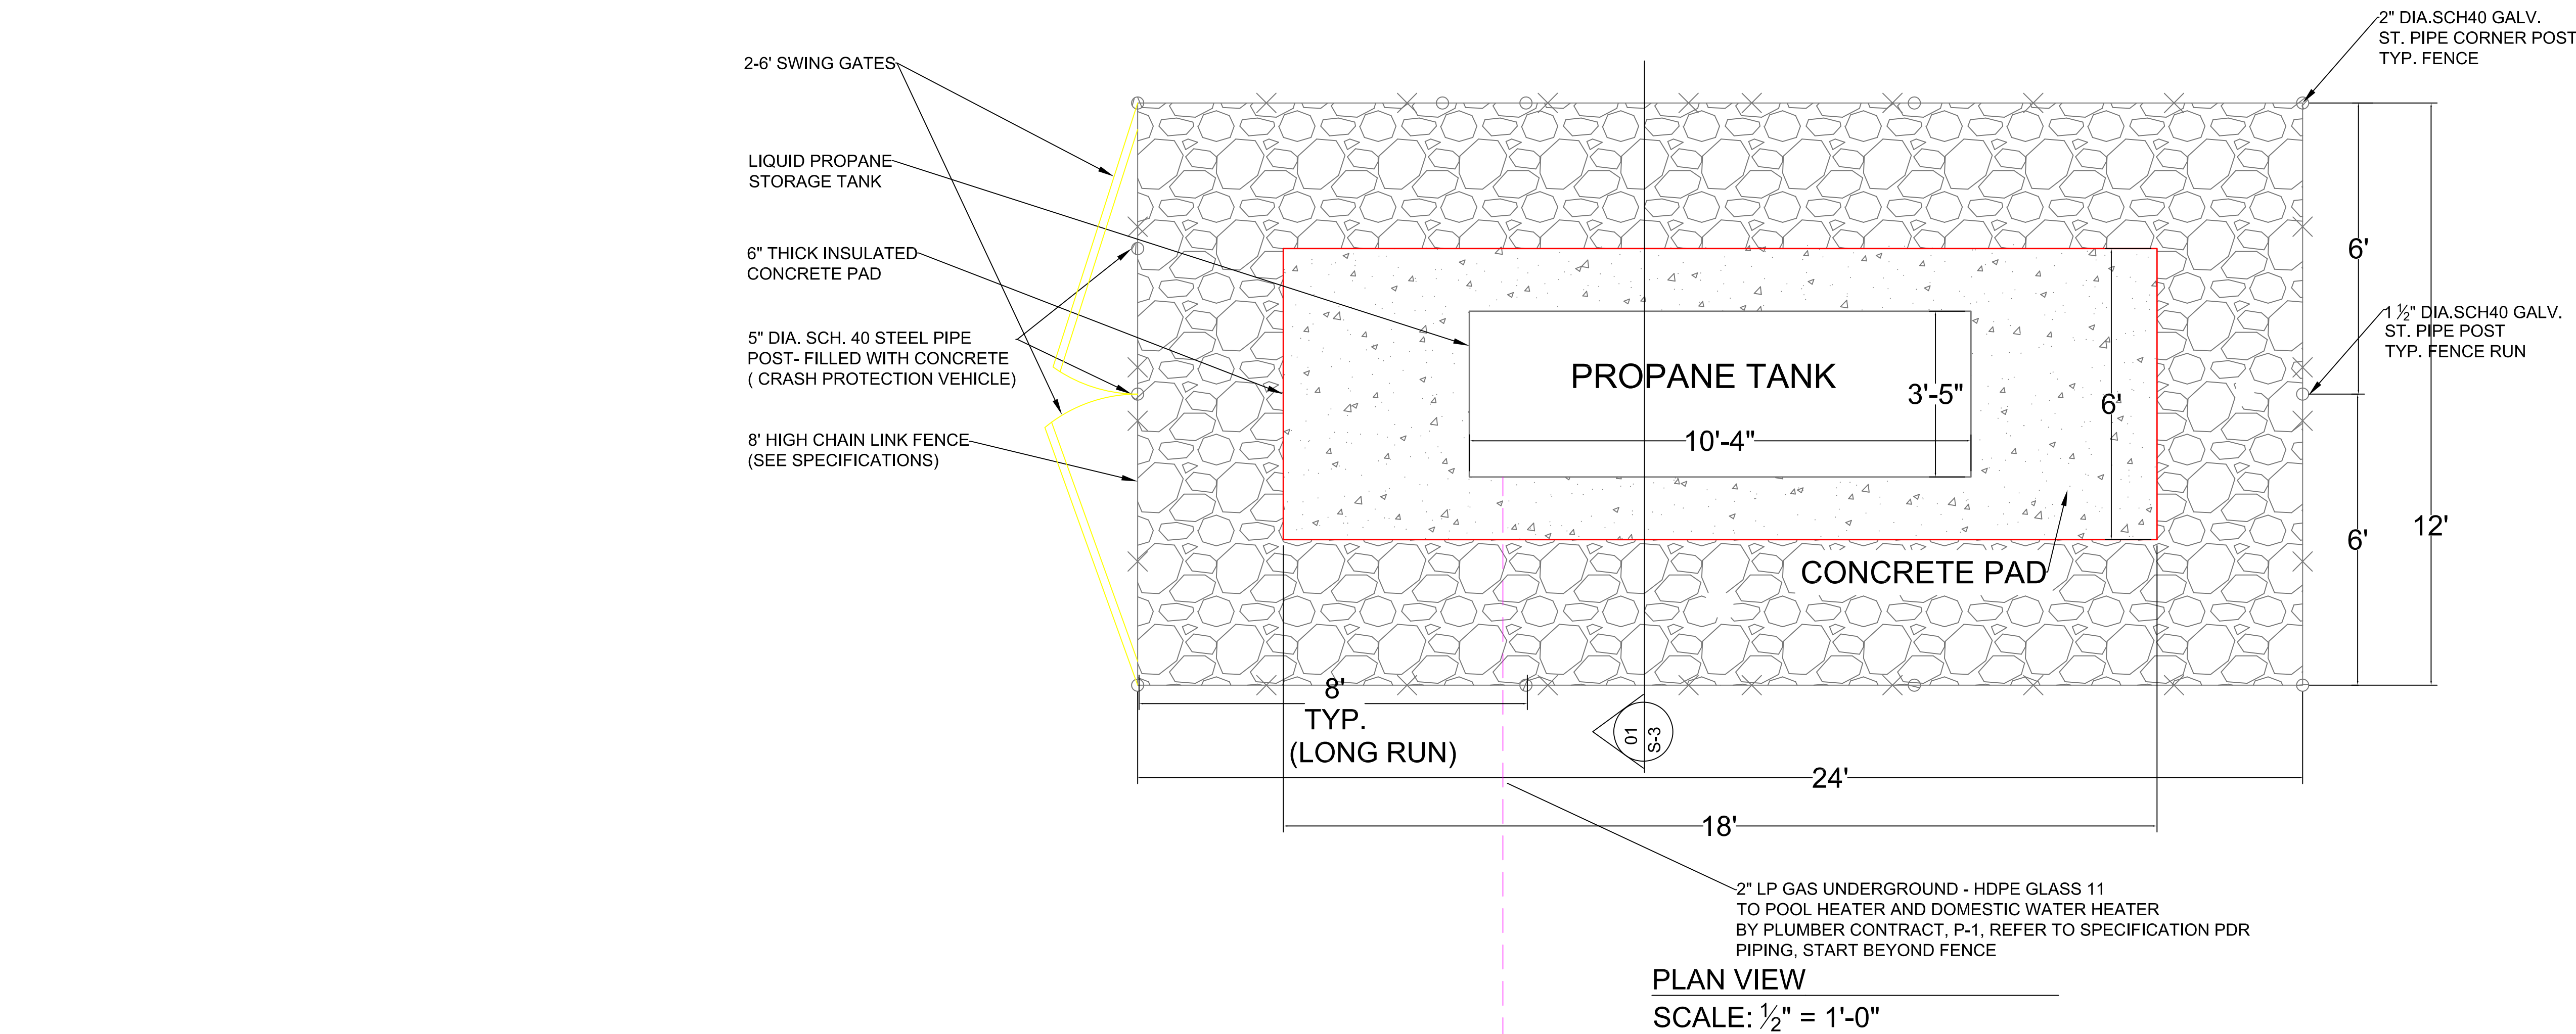 2" DIA.SCH40 GALV.
ST. PIPE CORNER POST
TYP. FENCE
2-6' SWING GATES
LIQUID PROPANE
STORAGE TANK
6" THICK INSULATED
CONCRETE PAD
5" DIA. SCH. 40 STEEL PIPE
POST- FILLED WITH CONCRETE
( CRASH PROTECTION VEHICLE)
8' HIGH CHAIN LINK FENCE
(SEE SPECIFICATIONS)
PROPANE TANK
3'-5"
10'-4"
6'
CONCRETE PAD
6'
1 ½" DIA.SCH40 GALV.
ST. PIPE POST
TYP. FENCE RUN
6'
12'
8'
TYP.
(LONG RUN)
01
S-3
24'
18'
2" LP GAS UNDERGROUND - HDPE GLASS 11
TO POOL HEATER AND DOMESTIC WATER HEATER
BY PLUMBER CONTRACT, P-1, REFER TO SPECIFICATION PDR
PIPING, START BEYOND FENCE
PLAN VIEW
SCALE: ½" = 1'-0"